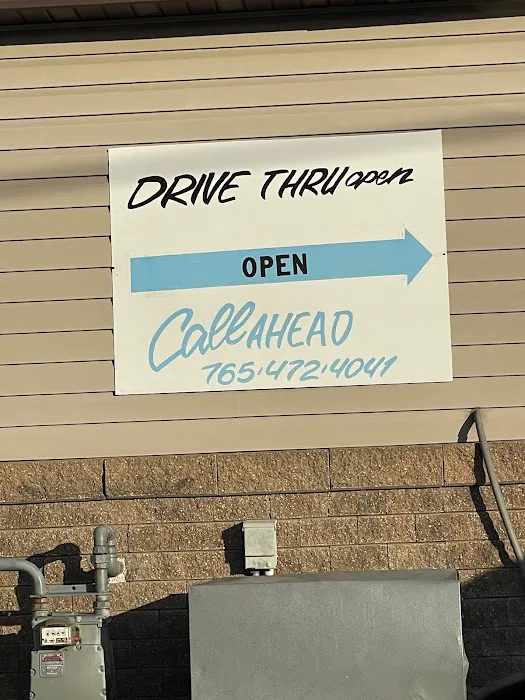 DRIVE THRU open
OPEN
Call AHEAD
765.472.4041